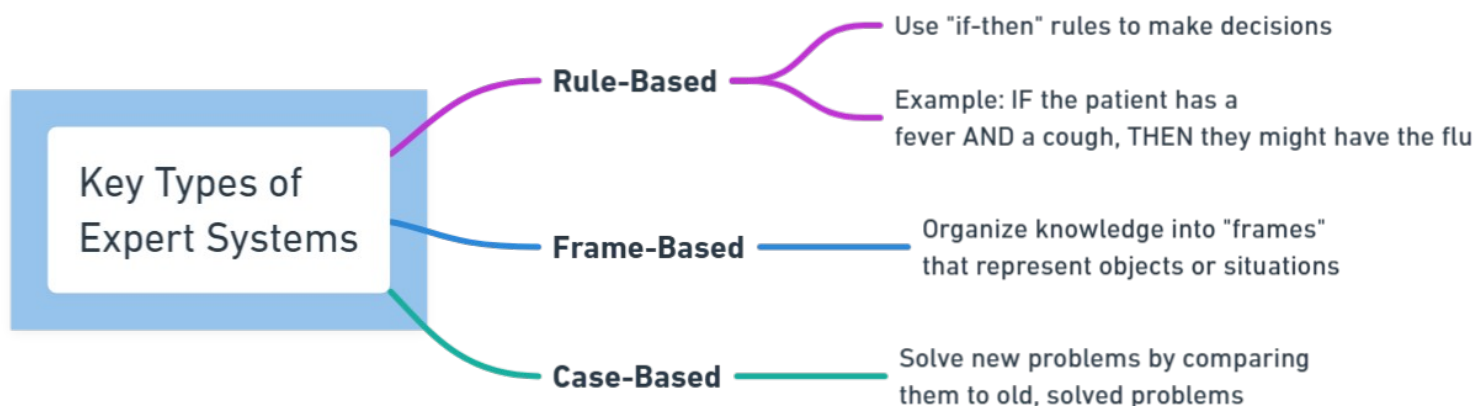 Key Types of
Expert Systems
Rule-Based
Use "if-then" rules to make decisions
Example: IF the patient has a
fever AND a cough, THEN they might have the flu
Frame-Based
Organize knowledge into "frames"
that represent objects or situations
Case-Based
Solve new problems by comparing
them to old, solved problems